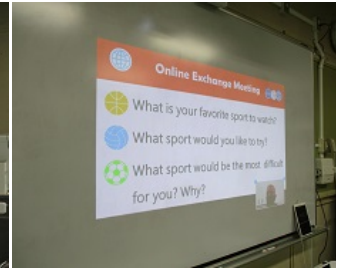 Online Exchange Meeting
What is your favorite sport to watch?
What sport would you like to try?
What sport would be the most difficult
for you? Why?